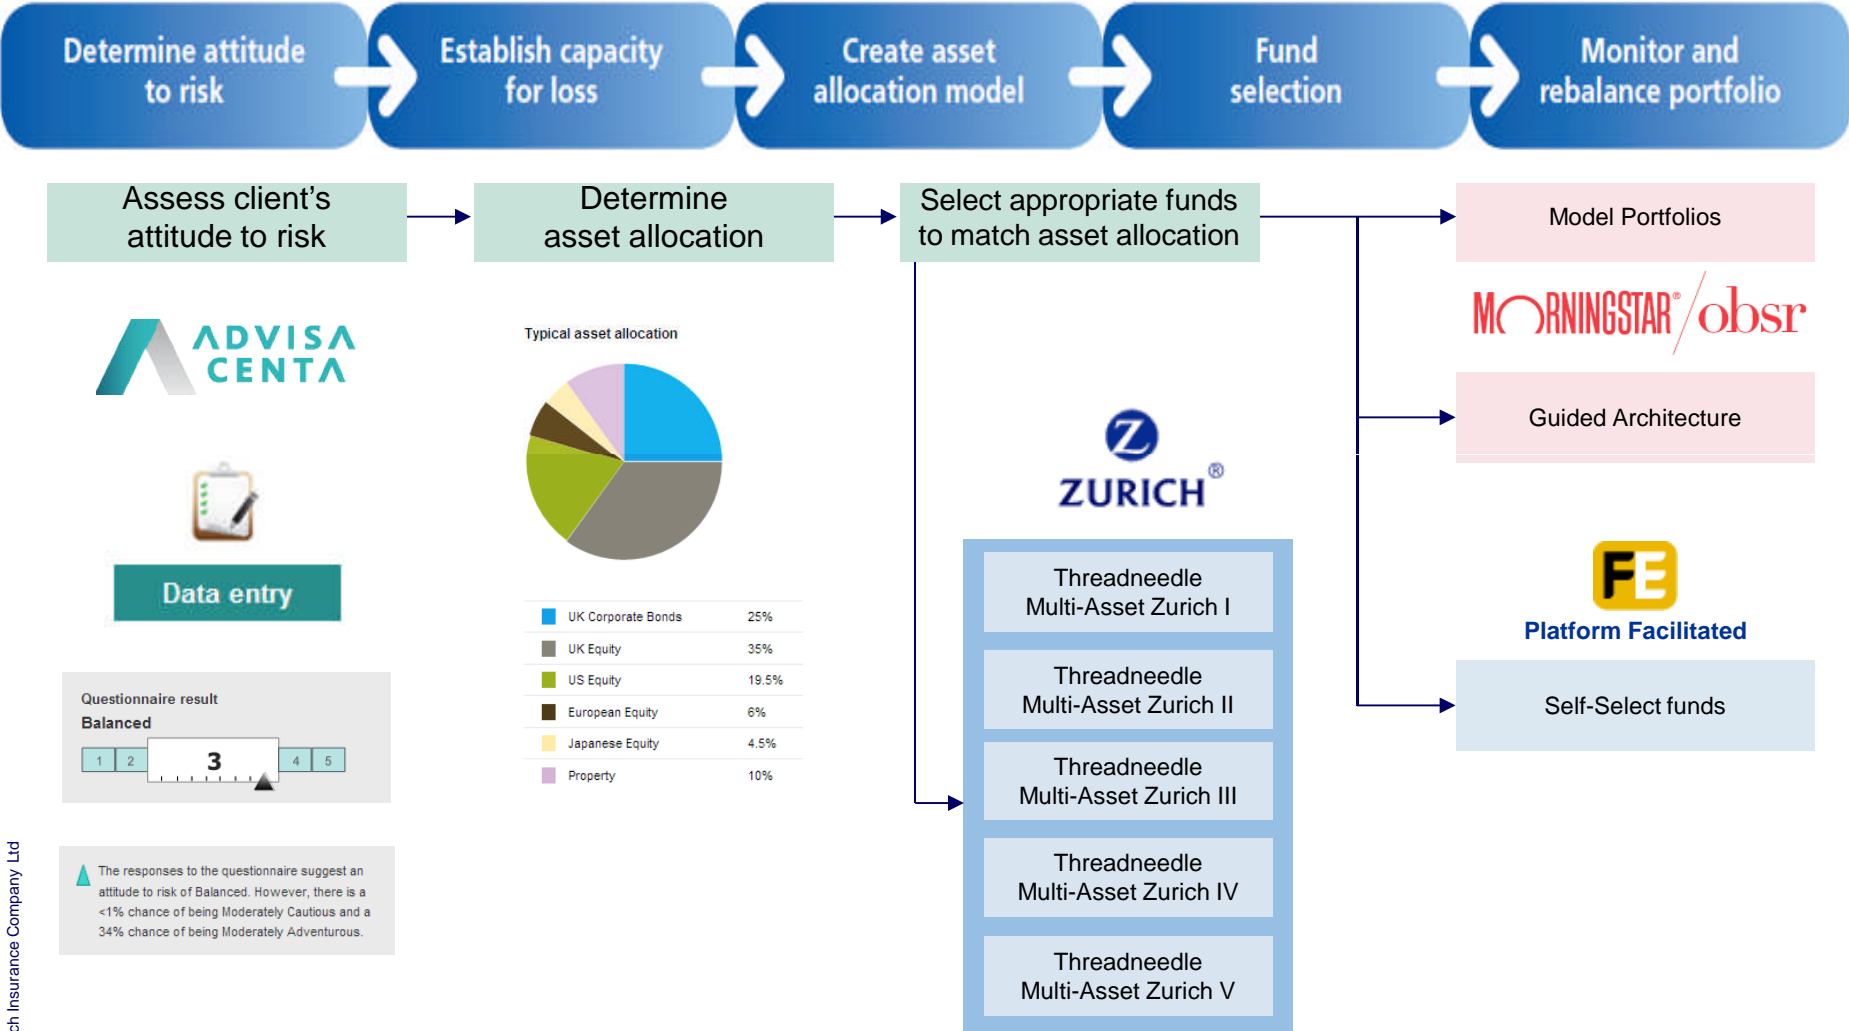 Determine attitude
to risk
Establish capacity
for loss
Create asset
allocation model
Fund
selection
Monitor and
rebalance portfolio
Assess client's
attitude to risk
Determine
asset allocation
Select appropriate funds
to match asset allocation
Model Portfolios
ADVISA
CENTA
Data entry
Questionnaire result
Balanced
1 2 3 4 5
The responses to the questionnaire suggest an
attitude to risk of Balanced. However, there is a
<1% chance of being Moderately Cautious and a
34% chance of being Moderately Adventurous.
Typical asset allocation
UK Corporate Bonds 25%
UK Equity 35%
US Equity 19.5%
European Equity 6%
Japanese Equity 4.5%
Property 10%
Z
ZURICH®
Threadneedle
Multi-Asset Zurich I
Threadneedle
Multi-Asset Zurich II
Threadneedle
Multi-Asset Zurich III
Threadneedle
Multi-Asset Zurich IV
Threadneedle
Multi-Asset Zurich V
MORNINGSTAR®/obsr
Guided Architecture
FE
Platform Facilitated
Self-Select funds
Insurance Company Ltd